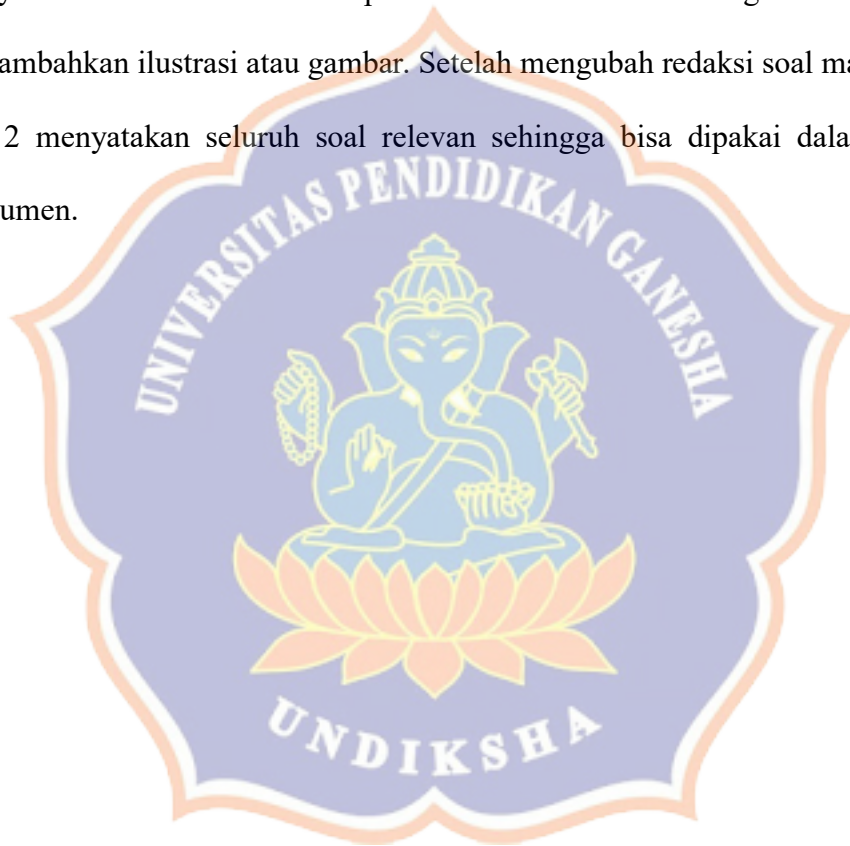 ambahkan ilustrasi atau gambar. Setelah mengubah redaksi soal ma
2 menyatakan seluruh soal relevan sehingga bisa dipakai dala
umen.
UNIVERSITAS PENDIDIKAN GANESHA
UNDIKSHA